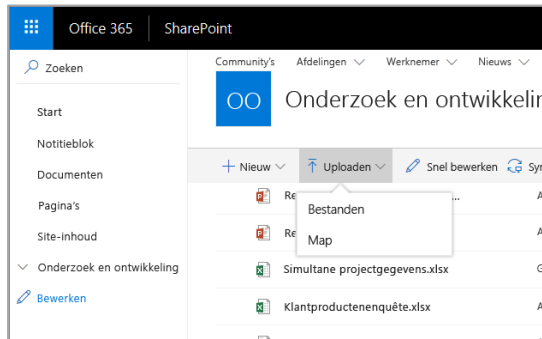 Office 365 SharePoint
Zoeken
Community's Afdelingen Werknemer Nieuws
OO Onderzoek en
Start
Notitieblok
Documenten
Pagina's
Site-inhoud
Onderzoek en ontwikkeling
Bewerken
+ Nieuw Uploaden Snel bewerken
Bestanden
Map
Simultane projectgegevens.xlsx
Klantproductenenquête.xlsx